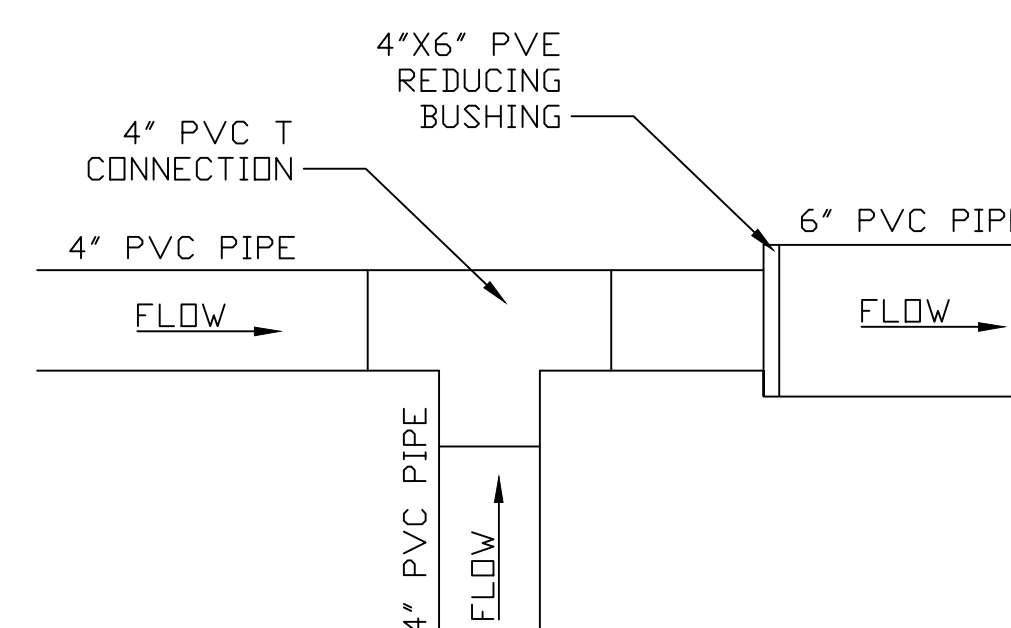 4"X6" PVE
REDUCING
BUSHING
4" PVC T
CONNECTION
4" PVC PIPE
6" PVC PIPE
FLOW
FLOW
4" PVC PIPE
FLOW